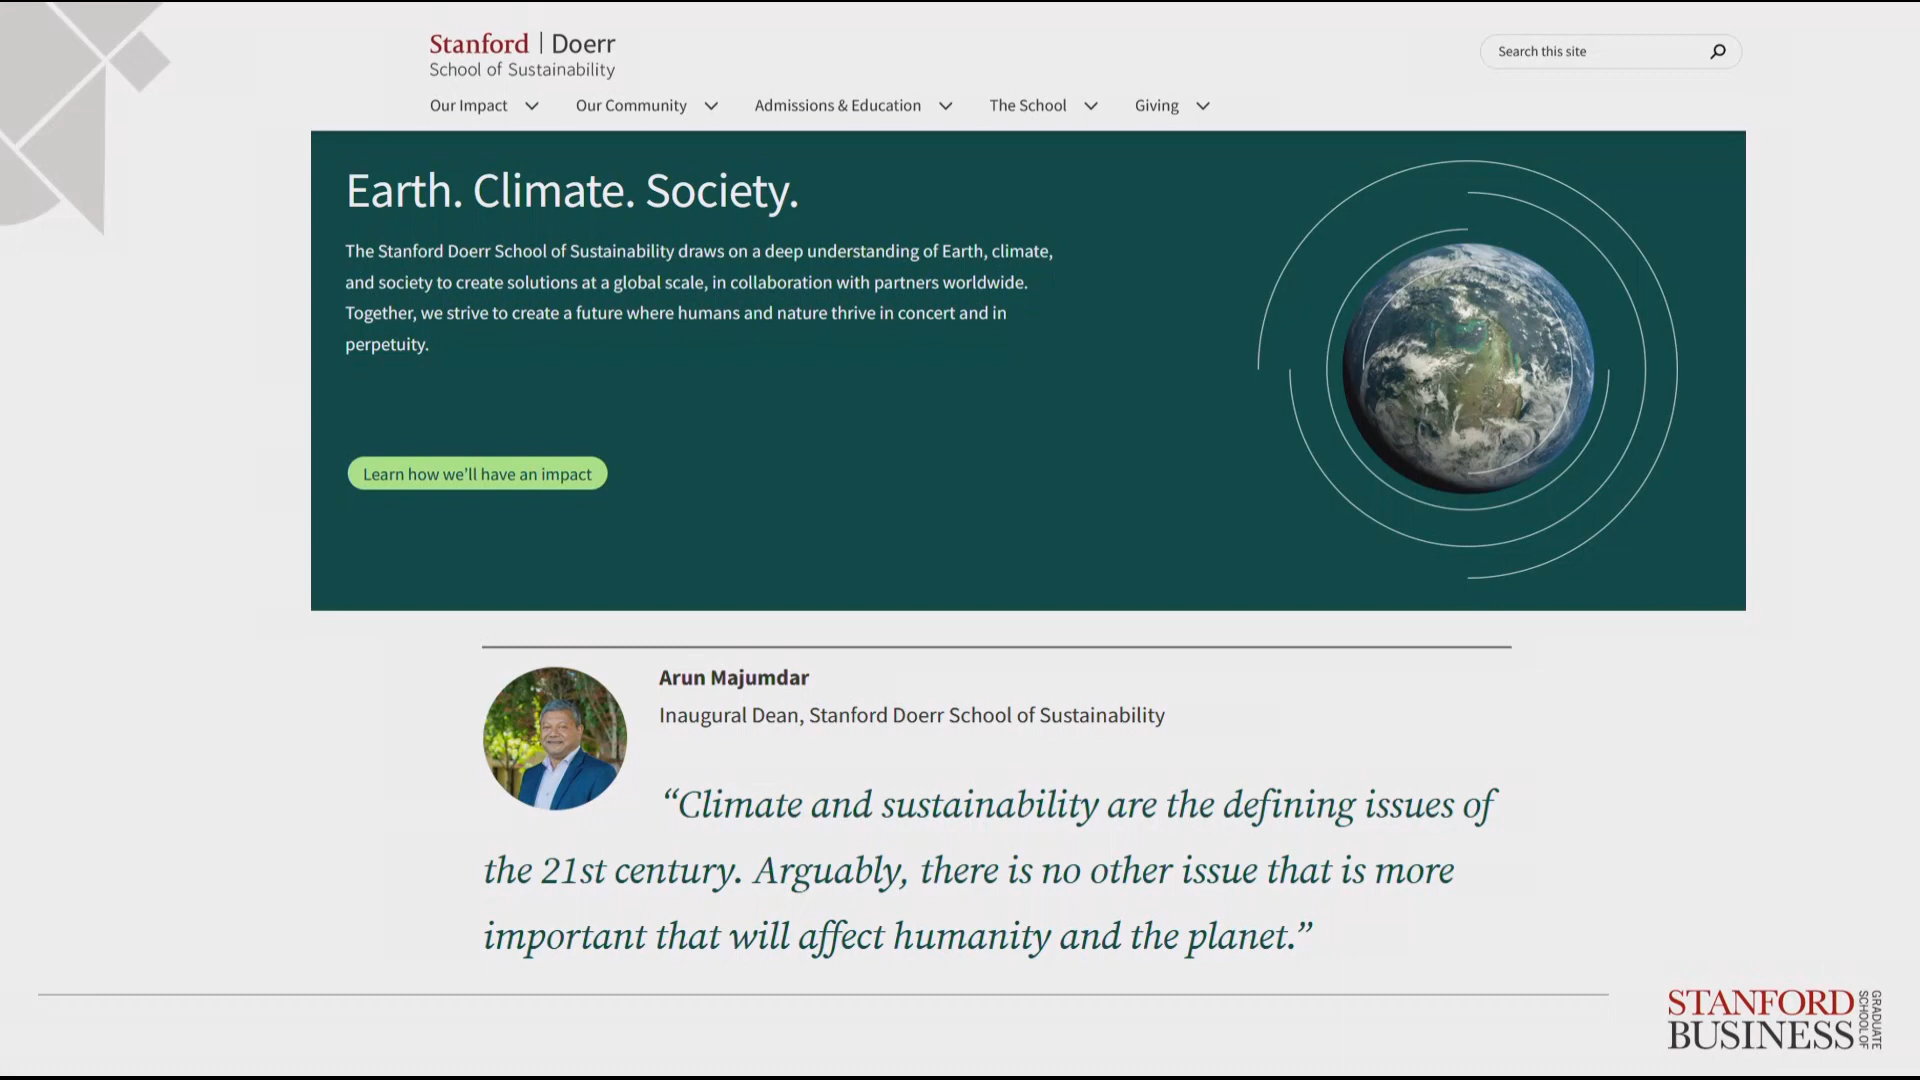 Stanford | Doerr
School of Sustainability
Search this site
Our Impact Our Community Admissions & Education The School Giving
Earth. Climate. Society.
The Stanford Doerr School of Sustainability draws on a deep understanding of Earth, climate,
and society to create solutions at a global scale, in collaboration with partners worldwide.
Together, we strive to create a future where humans and nature thrive in concert and in
perpetuity.
Learn how we’ll have an impact
Arun Majumdar
Inaugural Dean, Stanford Doerr School of Sustainability
“Climate and sustainability are the defining issues of
the 21st century. Arguably, there is no other issue that is more
important that will affect humanity and the planet.”
STANFORD
BUSINESS
GRADUATE
SCHOOL OF